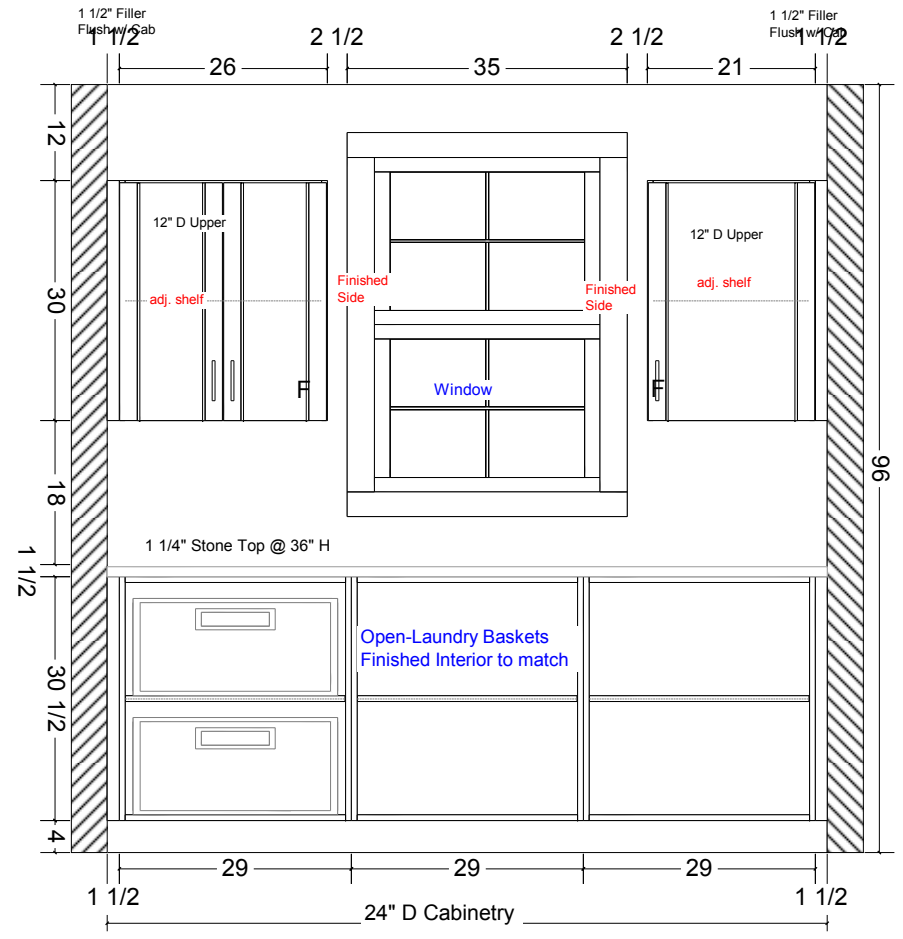 1 1/2" Filler
Flush w/ Cab
1 1/2
2 1/2
2 1/2
1 1/2" Filler
Flush w/ Cab
1 1/2
26
35
21
12
30
18
1 1/2
30 1/2
4
96
12" D Upper
adj. shelf
F
Finished
Side
Window
Finished
Side
12" D Upper
adj. shelf
F
1 1/4" Stone Top @ 36" H
Open-Laundry Baskets
Finished Interior to match
29
29
29
1 1/2
1 1/2
24" D Cabinetry